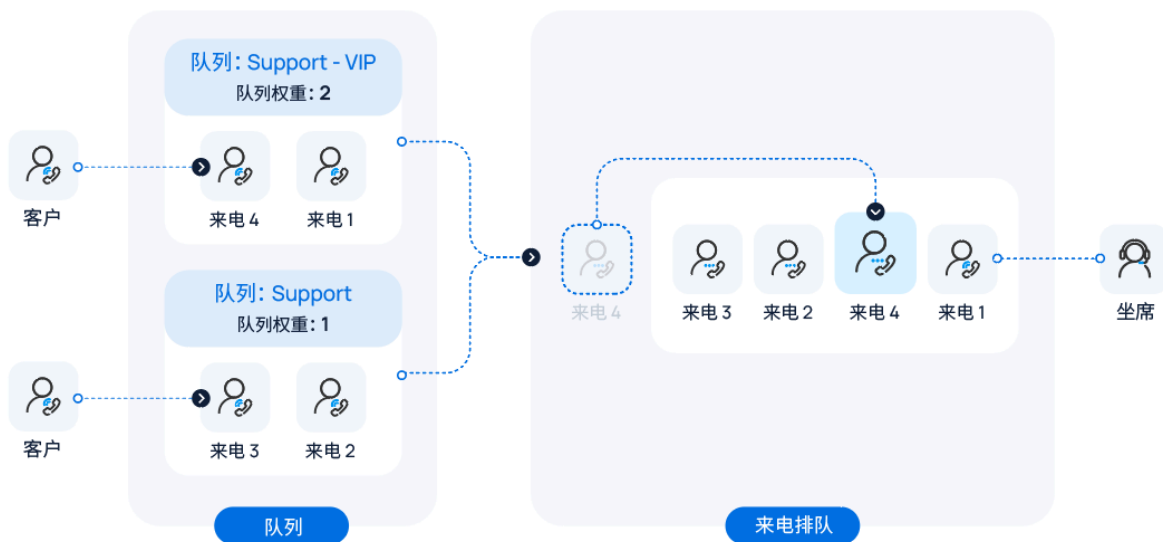 队列：Support - VIP
队列权重：2
客户
来电 4
来电 1
队列：Support
队列权重：1
客户
来电 3
来电 2
队列
来电 4
来电 3
来电 2
来电 4
来电 1
坐席
来电排队